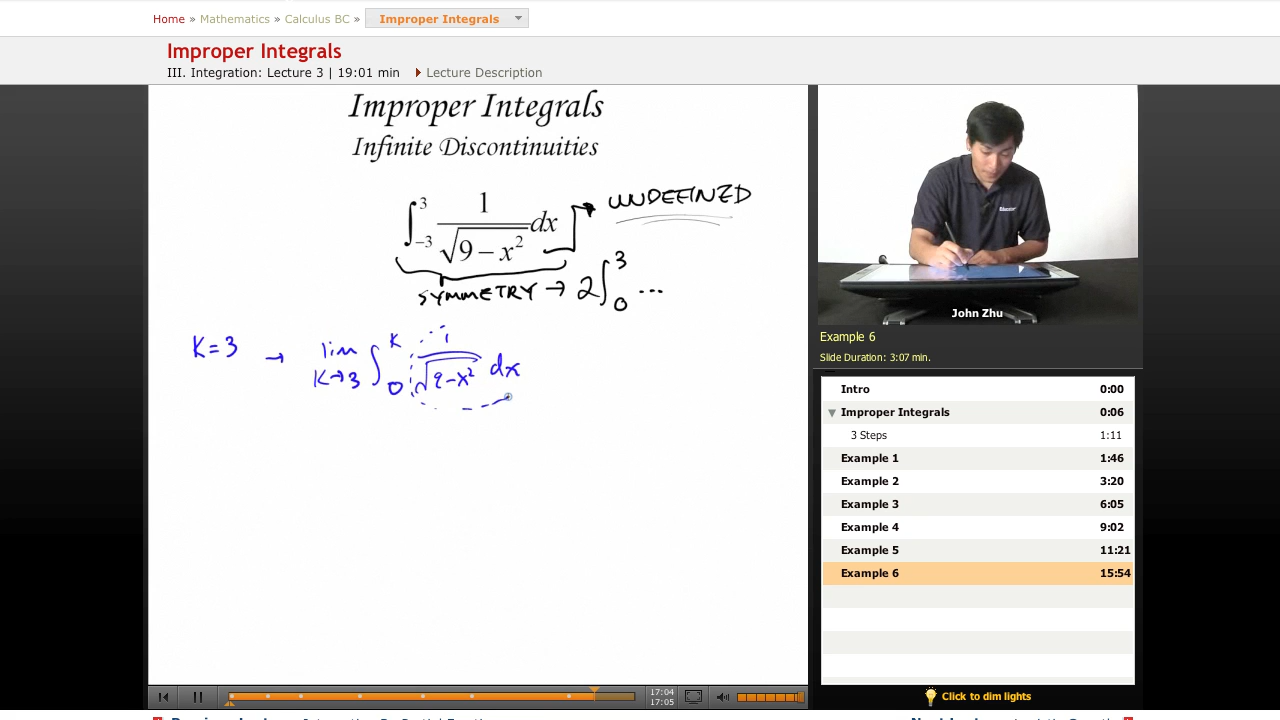 Home » Mathematics » Calculus BC » Improper Integrals
Improper Integrals
III. Integration: Lecture 3 | 19:01 min Lecture Description
Improper Integrals
Infinite Discontinuities
∫_{-3}^{3} 1/√(9 − x²) dx → UNDEFINED
SYMMETRY → 2∫_0^3 ...
K=3 → lim K→3 ∫_0^K 1/√(9-x²) dx
John Zhu
Example 6
Slide Duration: 3:07 min.
Intro 0:00
Improper Integrals 0:06
3 Steps 1:11
Example 1 1:46
Example 2 3:20
Example 3 6:05
Example 4 9:02
Example 5 11:21
Example 6 15:54
17:04
17:05
Click to dim lights